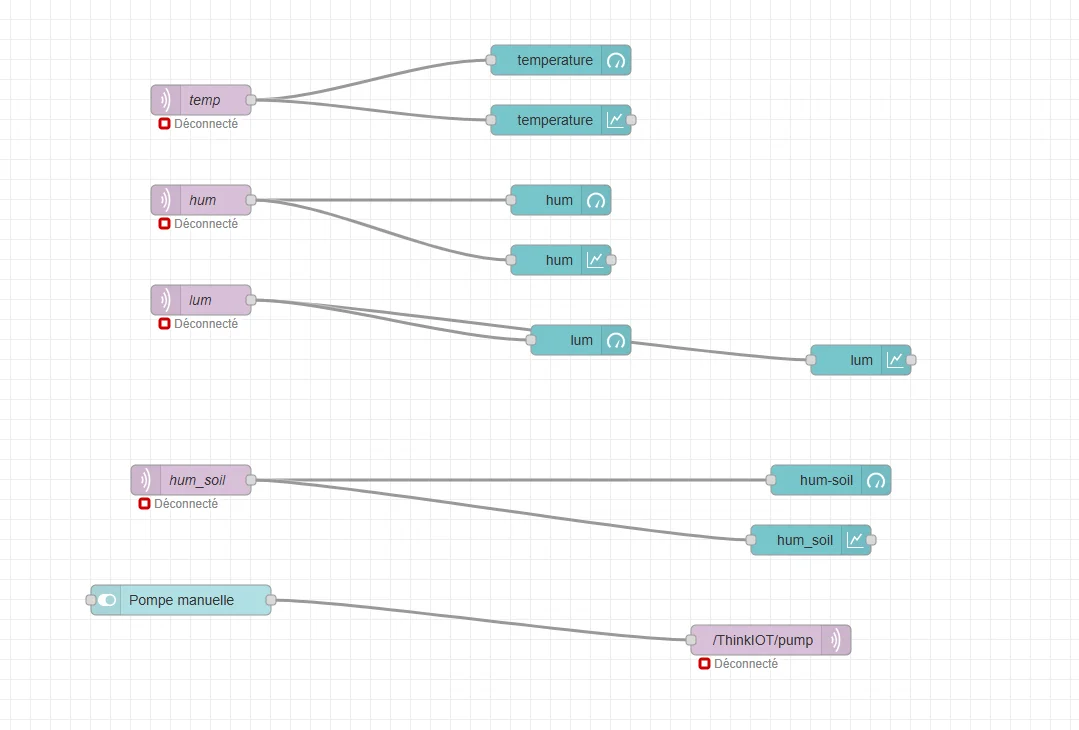 temperature
temp
Déconnecté
temperature
hum
Déconnecté
hum
hum
lum
Déconnecté
lum
lum
hum_soil
Déconnecté
hum-soil
hum_soil
Pompe manuelle
/ThinkIOT/pump
Déconnecté